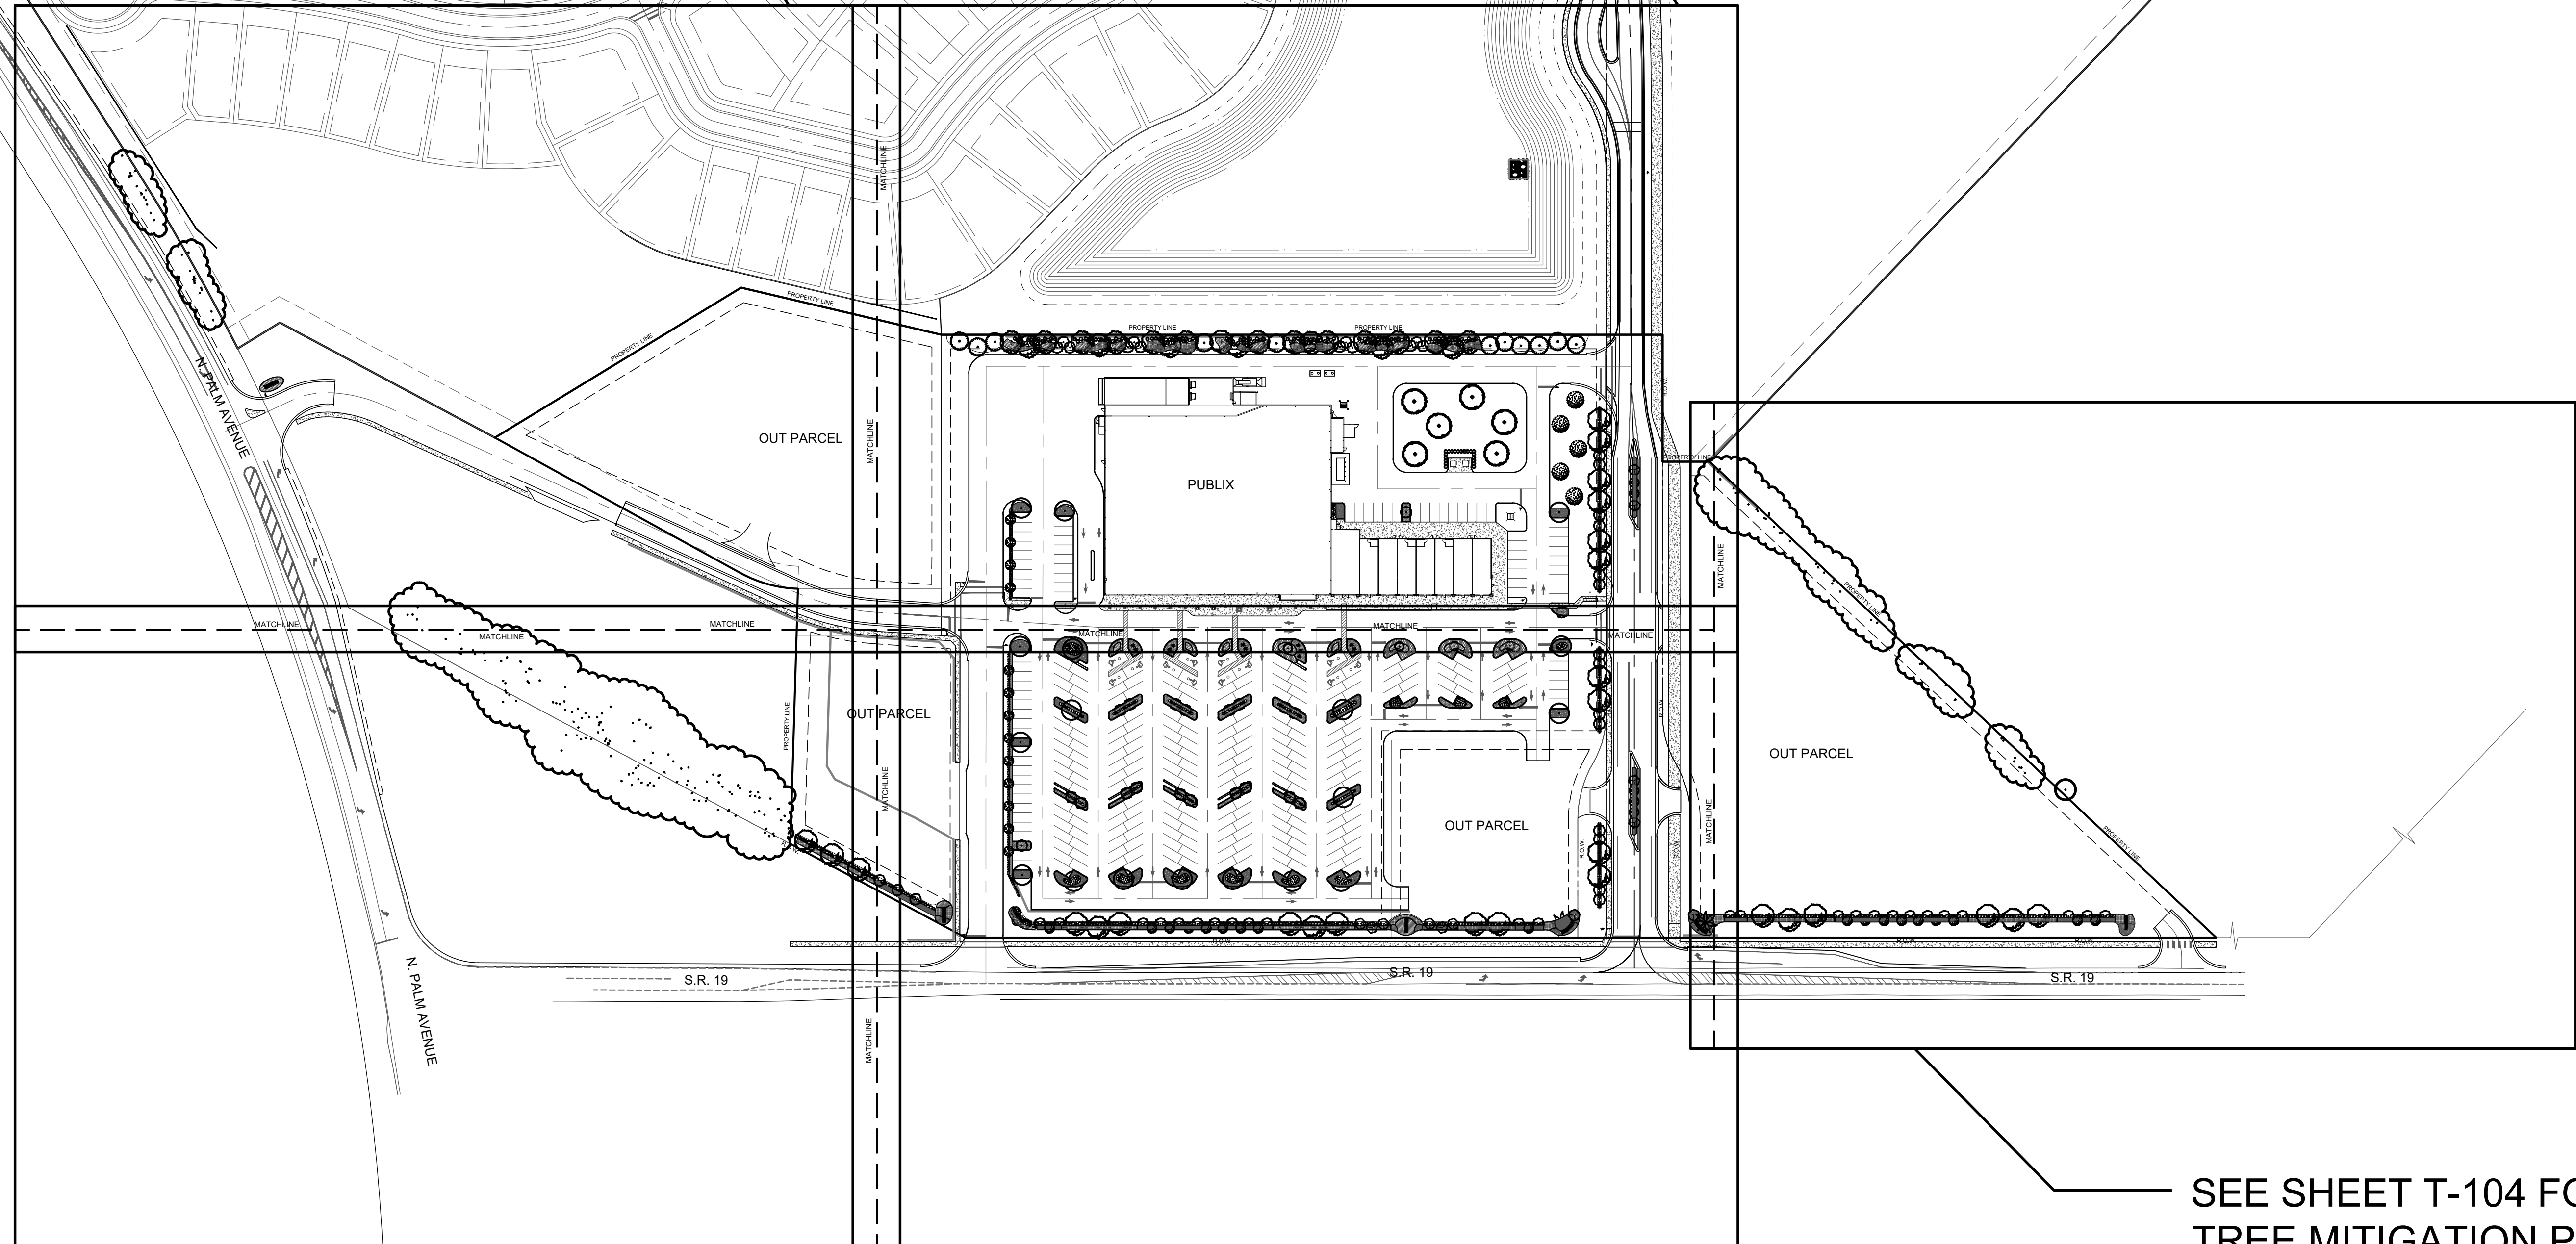 MATCHLINE
PROPERTY LINE
PROPERTY LINE
PROPERTY LINE
PROPERTY LINE
N. PALM AVENUE
R.O.W.
OUT PARCEL
MATCHLINE
PUBLIX
PROPERTY LINE
MATCHLINE
PROPERTY LINE
MATCHLINE
MATCHLINE
MATCHLINE
MATCHLINE
MATCHLINE
MATCHLINE
PROPERTY LINE
OUT PARCEL
R.O.W.
OUT PARCEL
MATCHLINE
OUT PARCEL
MATCHLINE
PROPERTY LINE
R.O.W.
R.O.W.
R.O.W.
R.O.W.
R.O.W.
R.O.W.
S.R. 19
S.R. 19
S.R. 19
N. PALM AVENUE
MATCHLINE
SEE SHEET T-104 FO
TREE MITIGATION P